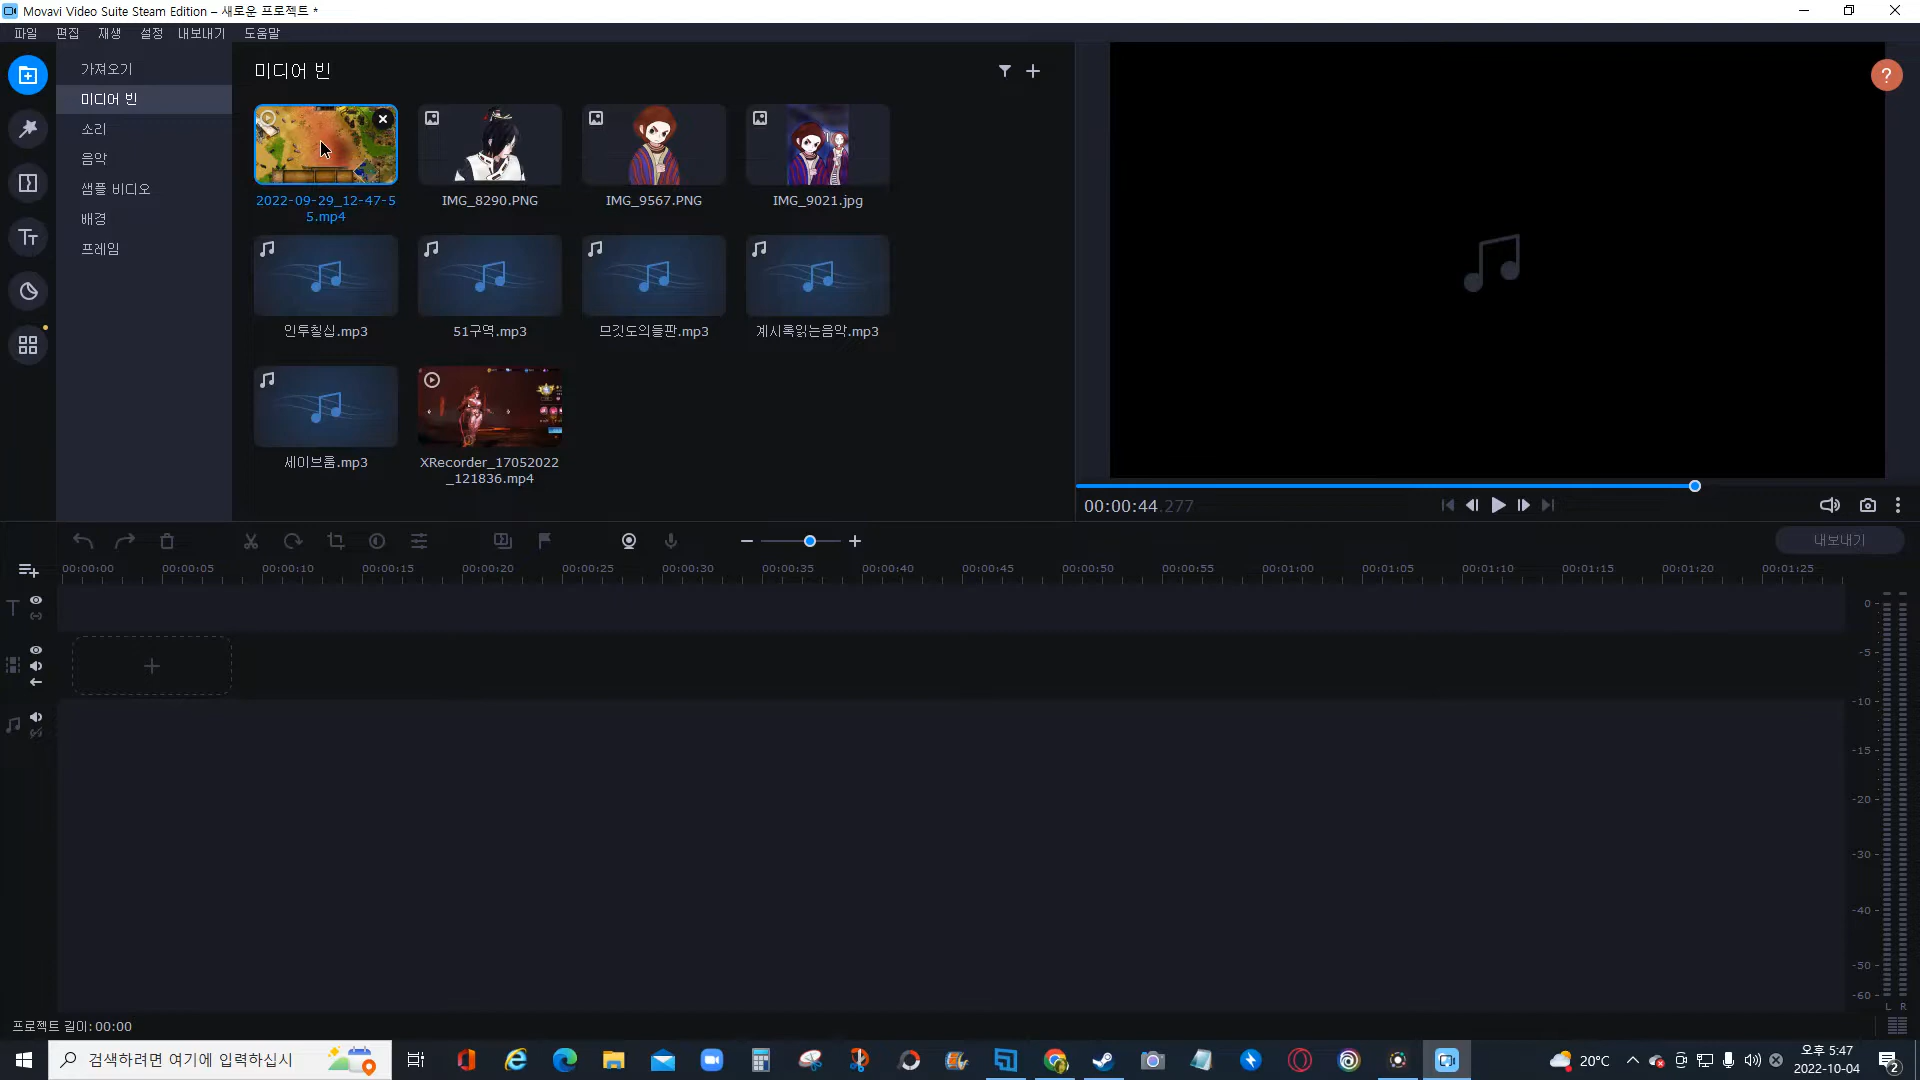 Movavi Video Suite Steam Edition – 새로운 프로젝트 *
파일 편집 재생 설정 내보내기 도움말
가져오기
미디어 빈
소리
음악
샘플 비디오
배경
프레임
미디어 빈
2022-09-29_12-47-5
5.mp4
IMG_8290.PNG
IMG_9567.PNG
IMG_9021.jpg
인투칠십.mp3
51구역.mp3
므깃도의들판.mp3
계시록읽는음악.mp3
세이브룸.mp3
XRecorder_17052022
_121836.mp4
?
00:00:44.277
내보내기
00:00:00 00:00:05 00:00:10 00:00:15 00:00:20 00:00:25 00:00:30 00:00:35 00:00:40 00:00:45 00:00:50 00:00:55 00:01:00 00:01:05 00:01:10 00:01:15 00:01:20 00:01:25
0
-5
-10
-15
-20
-30
-40
-50
-60
L R
프로젝트 길이: 00:00
검색하려면 여기에 입력하십시
20°C
오후 5:47
2022-10-04
2